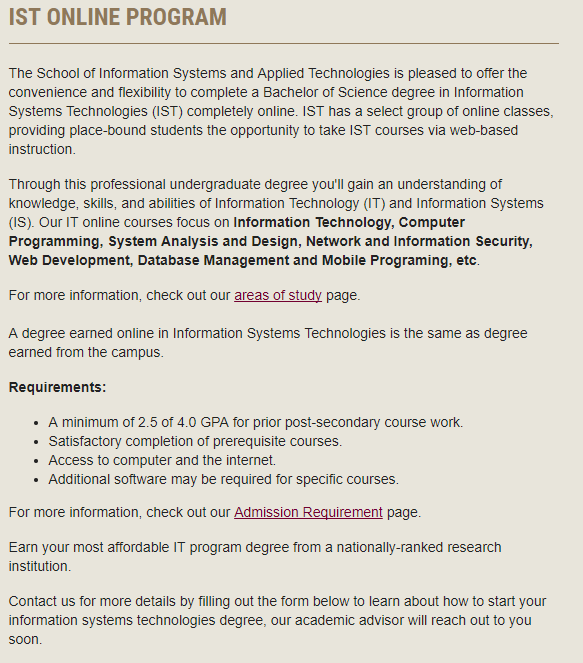 IST ONLINE PROGRAM
The School of Information Systems and Applied Technologies is pleased to offer the
convenience and flexibility to complete a Bachelor of Science degree in Information
Systems Technologies (IST) completely online. IST has a select group of online classes,
providing place-bound students the opportunity to take IST courses via web-based
instruction.
Through this professional undergraduate degree you'll gain an understanding of
knowledge, skills, and abilities of Information Technology (IT) and Information Systems
(IS). Our IT online courses focus on Information Technology, Computer
Programming, System Analysis and Design, Network and Information Security,
Web Development, Database Management and Mobile Programing, etc.
For more information, check out our areas of study page.
A degree earned online in Information Systems Technologies is the same as degree
earned from the campus.
Requirements:
• A minimum of 2.5 of 4.0 GPA for prior post-secondary course work.
• Satisfactory completion of prerequisite courses.
• Access to computer and the internet.
• Additional software may be required for specific courses.
For more information, check out our Admission Requirement page.
Earn your most affordable IT program degree from a nationally-ranked research
institution.
Contact us for more details by filling out the form below to learn about how to start your
information systems technologies degree, our academic advisor will reach out to you
soon.